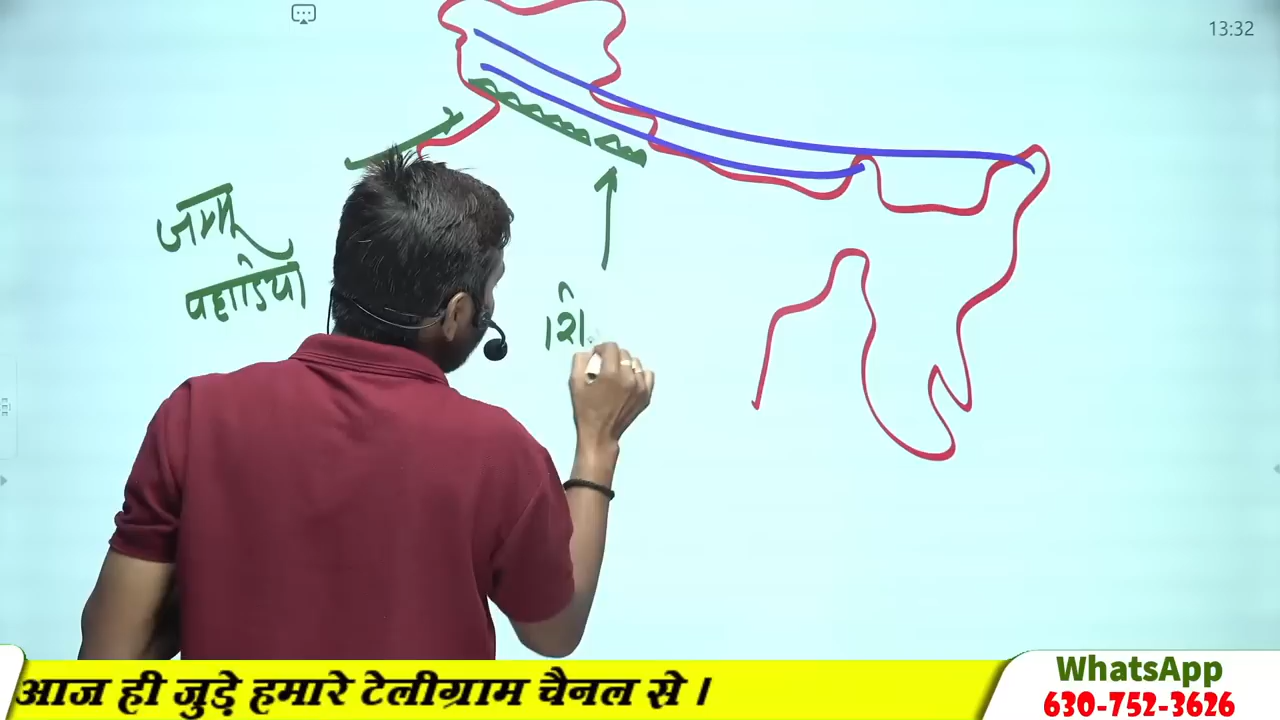 13:32
जम्मू
पहाडिया
शि
आज ही जुड़े हमारे टेलीग्राम चैनल से ।
WhatsApp
630-752-3626